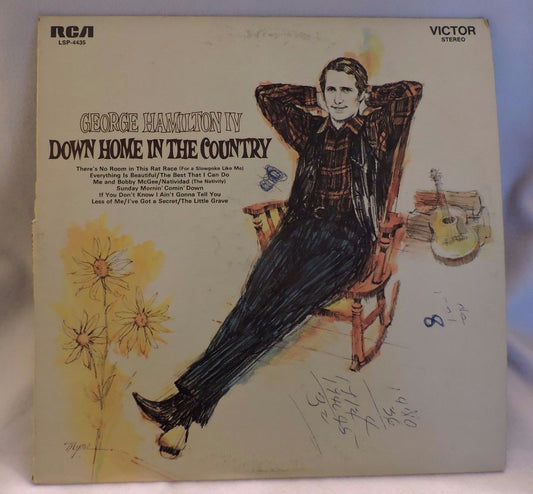 RCA
LSP-4435
VICTOR
STEREO
GEORGE HAMILTON IV
DOWN HOME IN THE COUNTRY
There's No Room in This Rat Race (For a Slowpoke Like Me)
Everything Is Beautiful/The Best That I Can Do
Me and Bobby McGee/Natividad (The Nativity)
Sunday Mornin' Comin' Down
If You Don't Know I Ain't Gonna Tell You
Less of Me/I've Got a Secret/The Little Grave
8